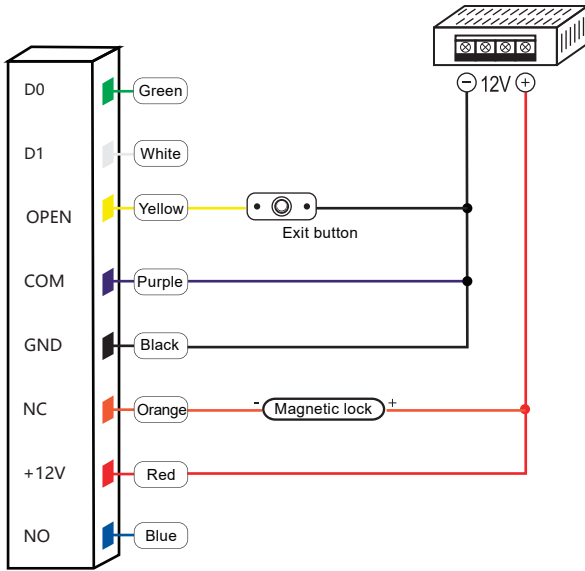 − 12V +
D0 Green
D1 White
OPEN Yellow
Exit button
COM Purple
GND Black
NC Orange - Magnetic lock +
+12V Red
NO Blue